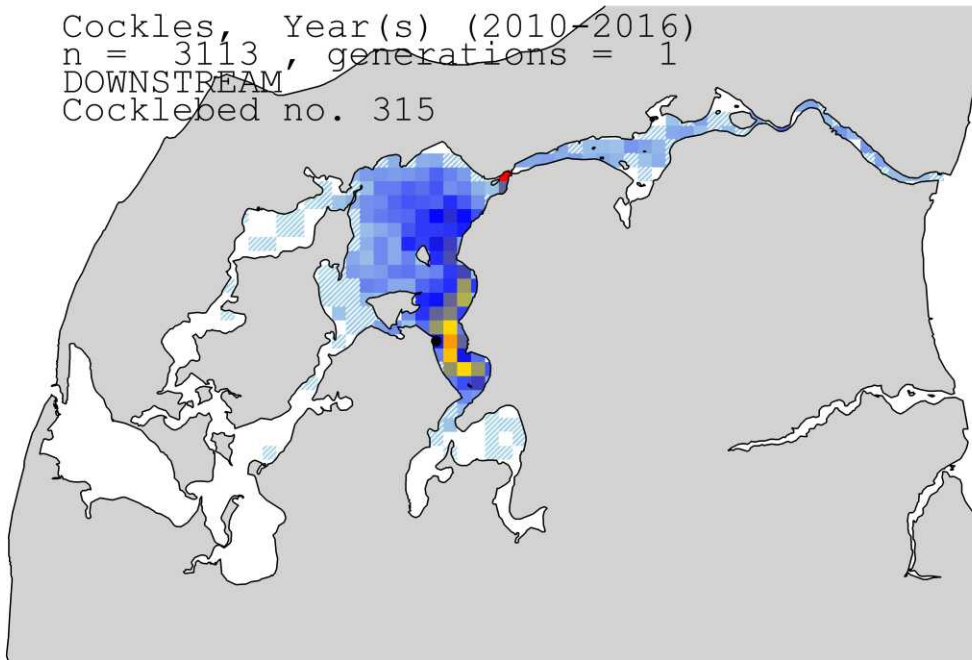 Cockles, Year(s) (2010-2016)
n = 3113 , generations = 1
DOWNSTREAM
Cocklebed no. 315